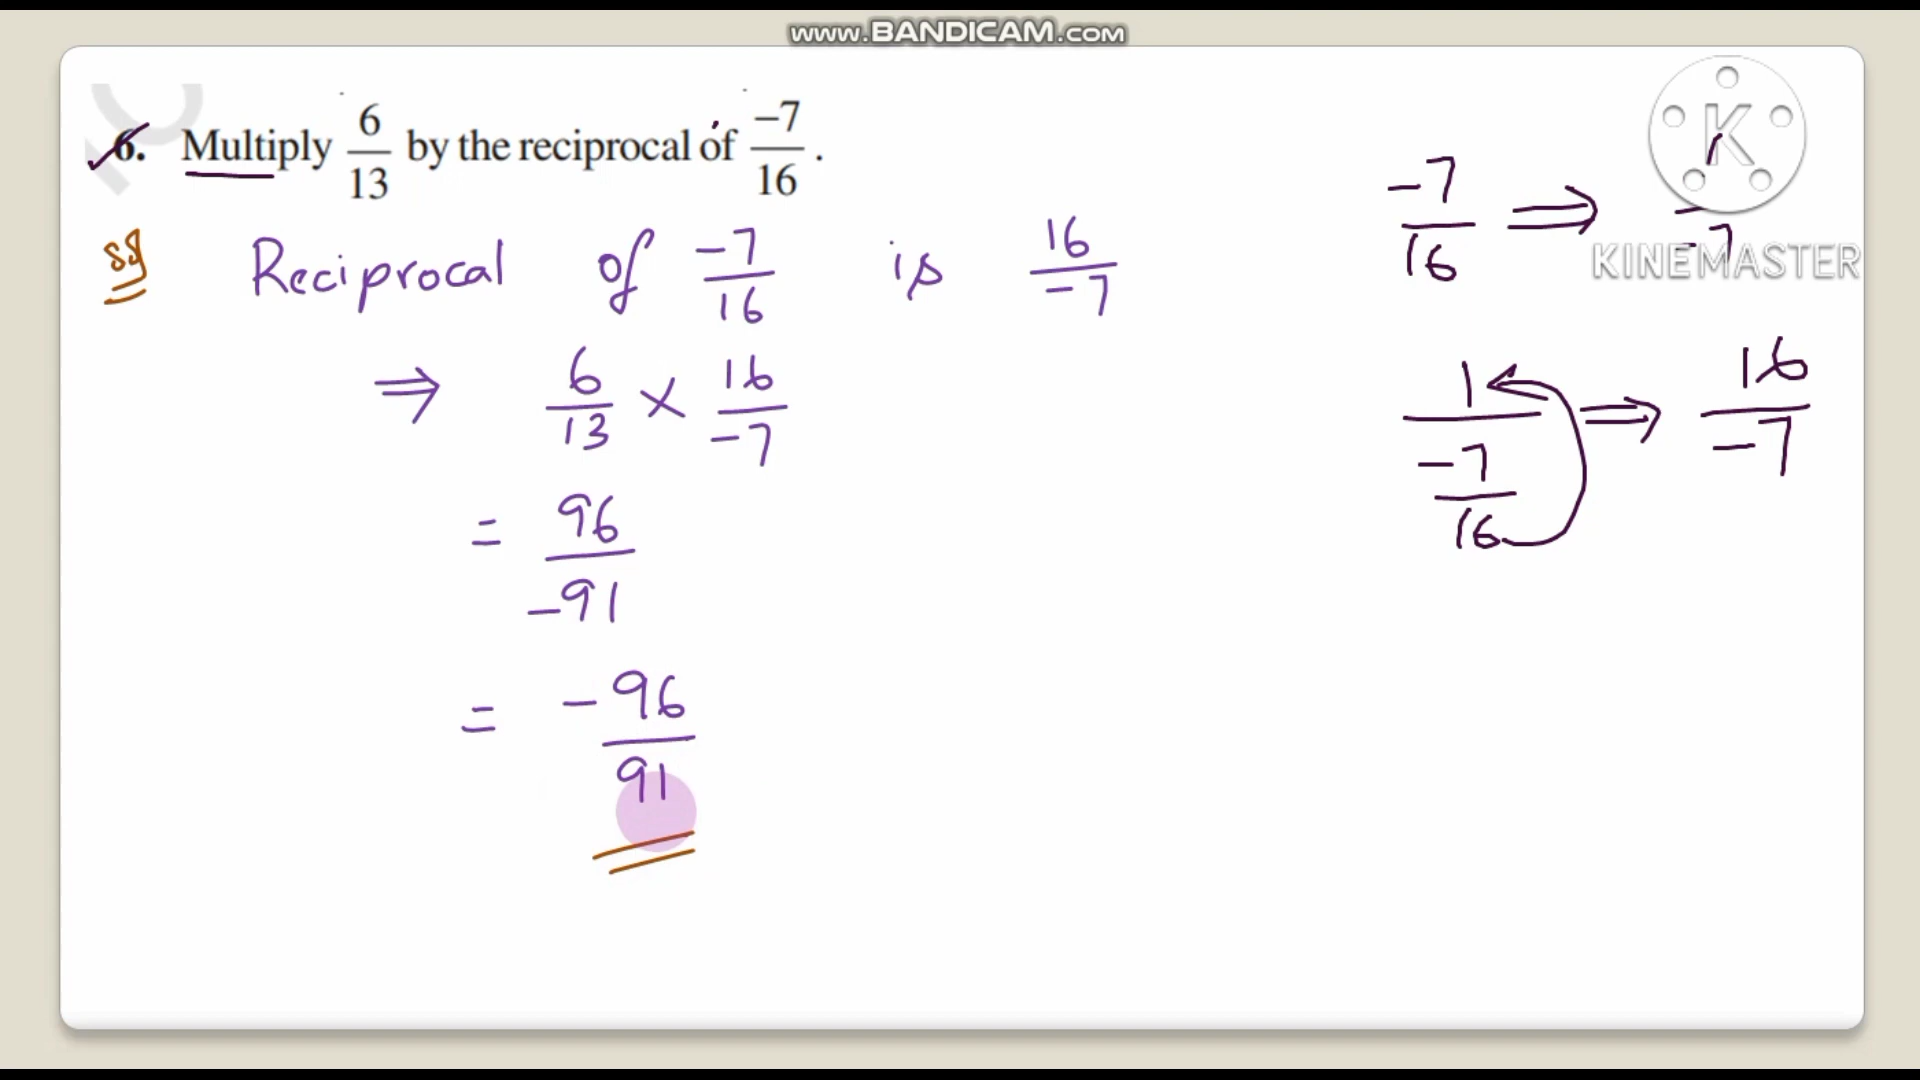 www.BANDICAM.com
6. Multiply 6/13 by the reciprocal of -7/16.
Reciprocal of -7/16 is 16/-7
⇒ 6/13 × 16/-7
= 96/-91
= -96/91
K
-7/16 ⇒
-7
KINEMASTER
1/(-7/16) ⇒ 16/-7